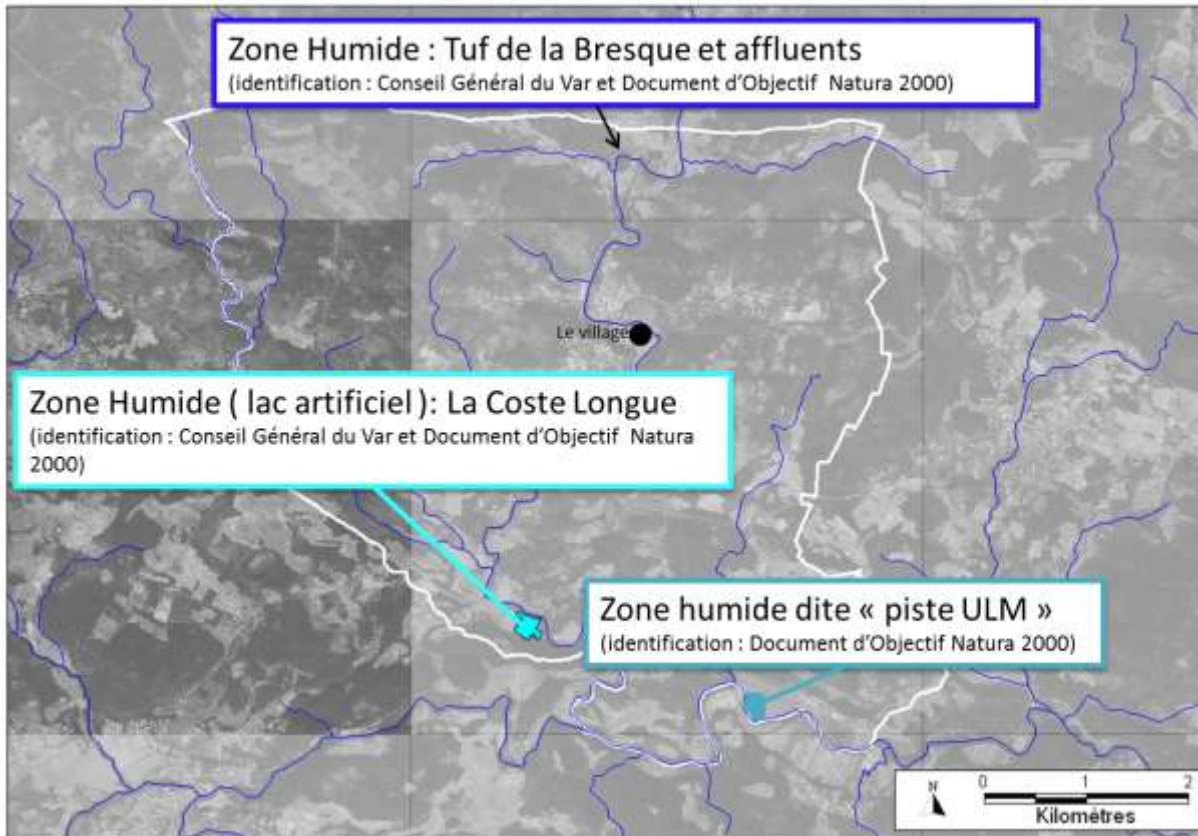 Zone Humide : Tuf de la Bresque et affluents
(identification : Conseil Général du Var et Document d'Objectif Natura 2000)
Le village
Zone Humide ( lac artificiel ): La Coste Longue
(identification : Conseil Général du Var et Document d'Objectif Natura
2000)
Zone humide dite « piste ULM »
(identification : Document d'Objectif Natura 2000)
N
0 1 2
Kilométres